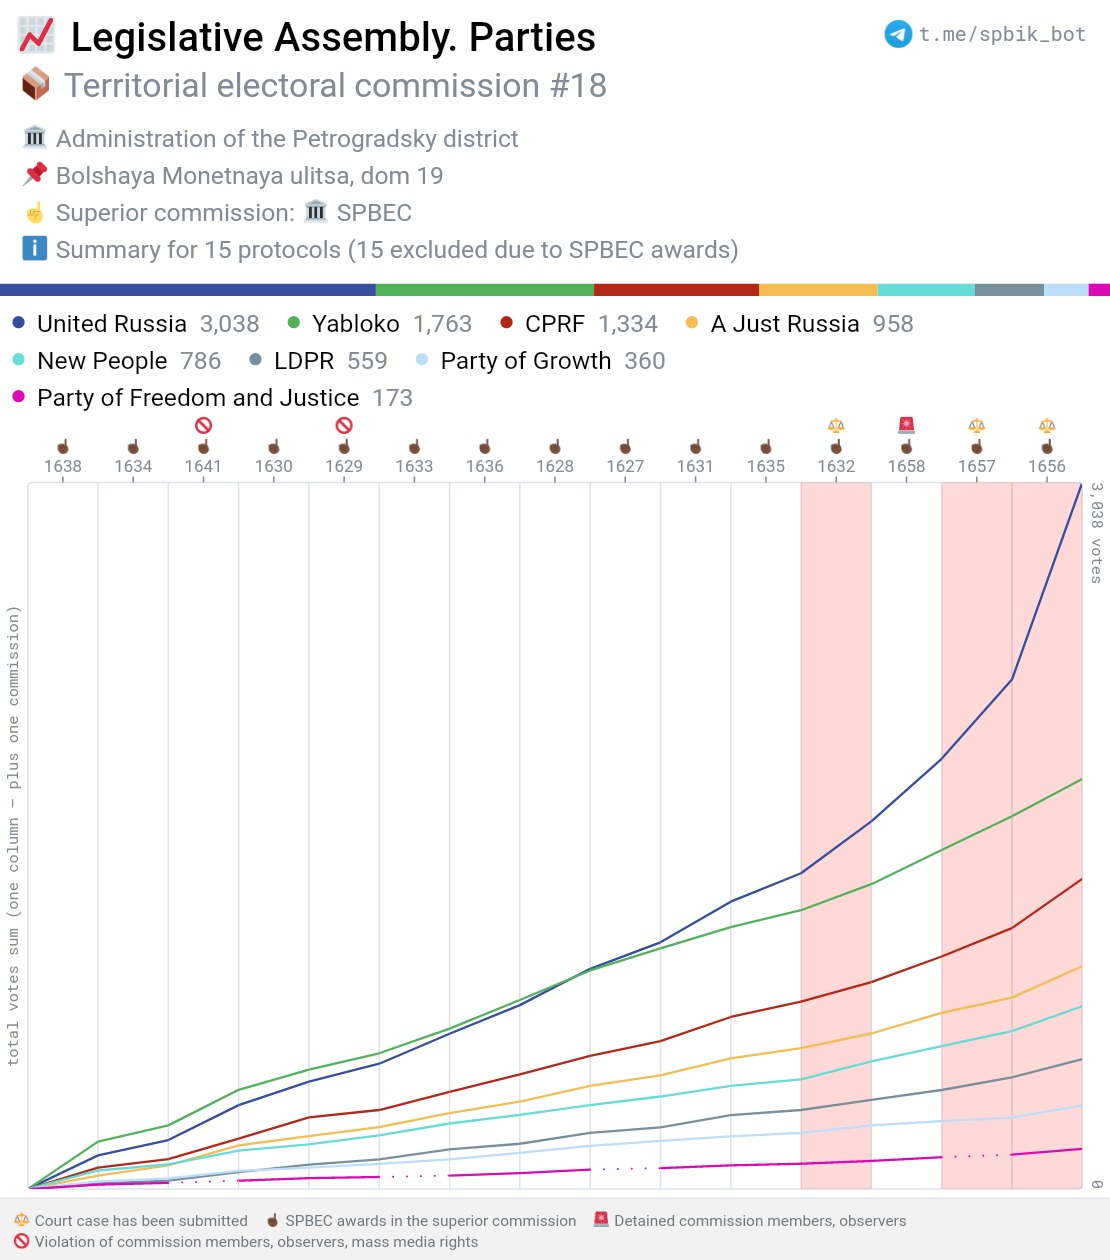 Legislative Assembly. Parties
t.me/spbik_bot
Territorial electoral commission #18
Administration of the Petrogradsky district
Bolshaya Monetnaya ulitsa, dom 19
Superior commission: SPBEC
Summary for 15 protocols (15 excluded due to SPBEC awards)
United Russia 3,038 Yabloko 1,763 CPRF 1,334 A Just Russia 958
New People 786 LDPR 559 Party of Growth 360
Party of Freedom and Justice 173
1638 1634 1641 1630 1629 1633 1636 1628 1627 1631 1635 1632 1658 1657 1656
3,038 votes
total votes sum (one column – plus one commission)
0
Court case has been submitted SPBEC awards in the superior commission Detained commission members, observers
Violation of commission members, observers, mass media rights